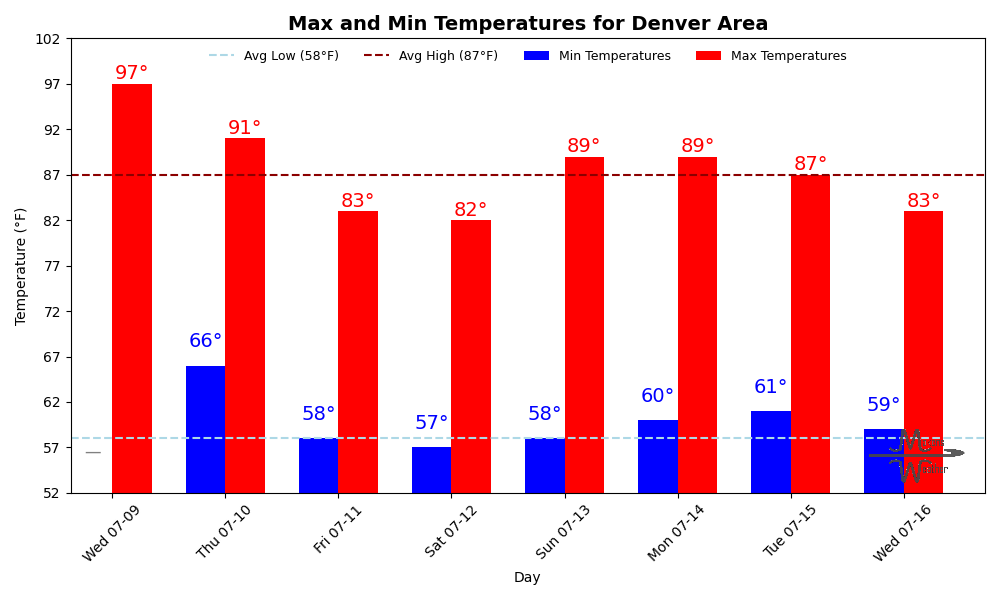 Max and Min Temperatures for Denver Area
Avg Low (58°F)
Avg High (87°F)
Min Temperatures
Max Temperatures
Temperature (°F)
102
97
92
87
82
77
72
67
62
57
52
97°
91°
83°
82°
89°
89°
87°
83°
—
66°
58°
57°
58°
60°
61°
59°
Wed 07-09
Thu 07-10
Fri 07-11
Sat 07-12
Sun 07-13
Mon 07-14
Tue 07-15
Wed 07-16
Day